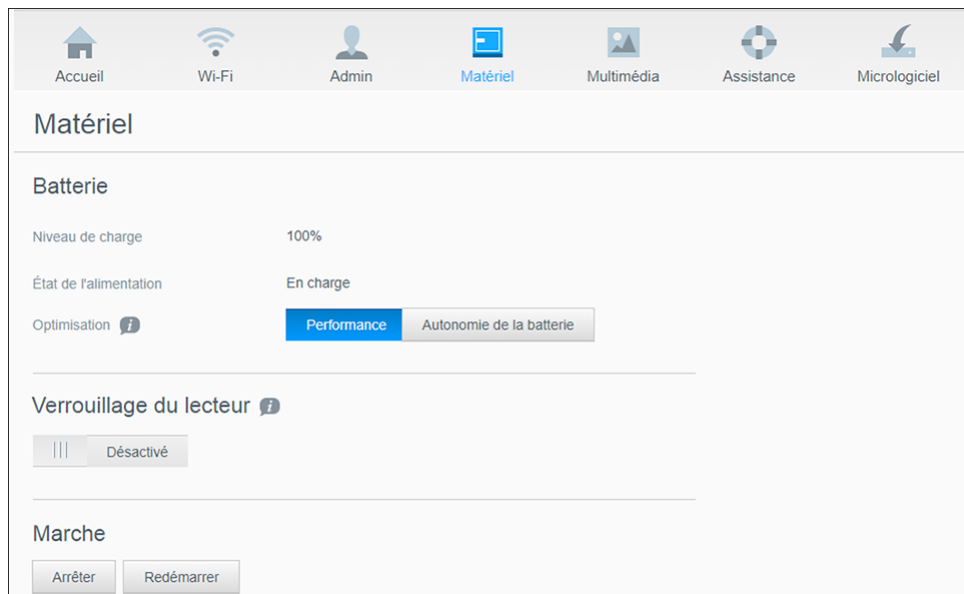 Accueil Wi-Fi Admin Matériel Multimédia Assistance Micrologiciel
Matériel
Batterie
Niveau de charge 100%
État de l'alimentation En charge
Optimisation i Performance Autonomie de la batterie
Verrouillage du lecteur i
Désactivé
Marche
Arrêter Redémarrer